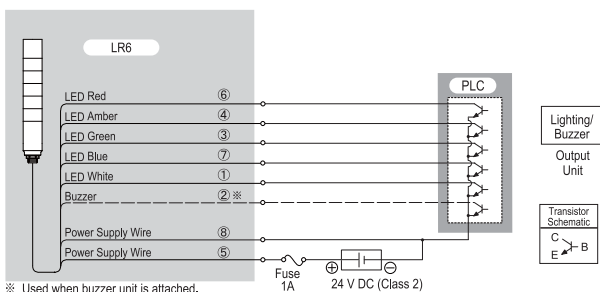 LR6
PLC
LED Red ⑥
LED Amber ④
LED Green ③
LED Blue ⑦
LED White ①
Buzzer ②※
Power Supply Wire ⑧
Power Supply Wire ⑤
Fuse
1A
⊕ ⊖
24 V DC (Class 2)
※ Used when buzzer unit is attached.
Lighting/
Buzzer
Output
Unit
Transistor
Schematic
C
B
E